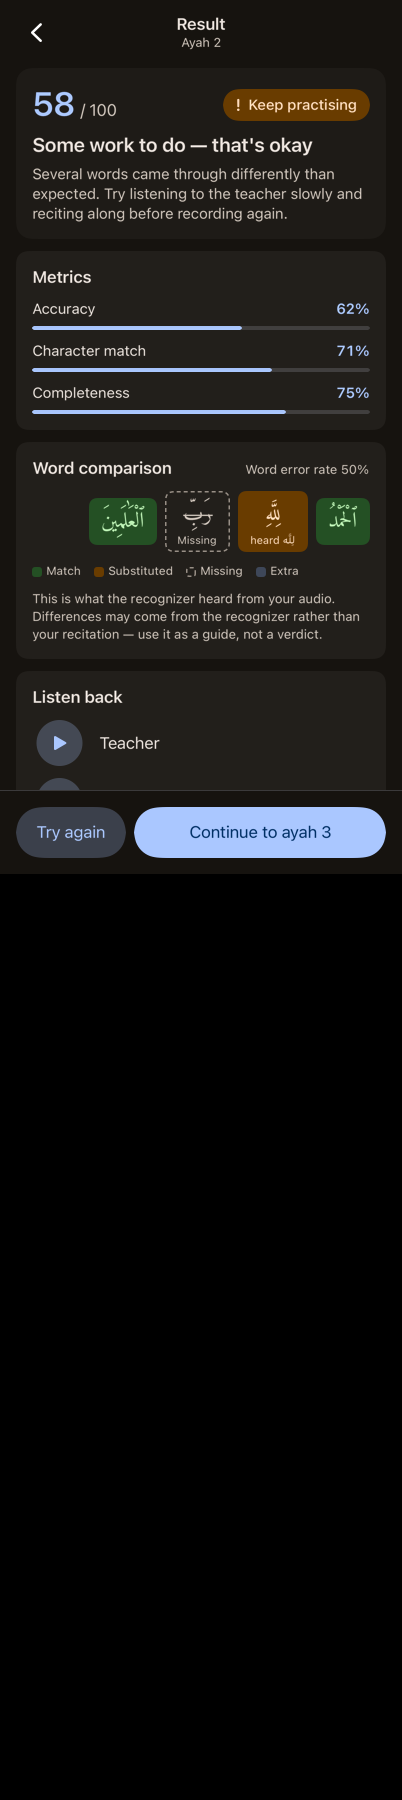 Result
Ayah 2
58 / 100
! Keep practising
Some work to do — that's okay
Several words came through differently than
expected. Try listening to the teacher slowly and
reciting along before recording again.
Metrics
Accuracy 62%
Character match 71%
Completeness 75%
Word comparison Word error rate 50%
ٱلْحَمْدُ لِلَّهِ رَبِّ ٱلْعَٰلَمِينَ
heard لله Missing
Match Substituted Missing Extra
This is what the recognizer heard from your audio.
Differences may come from the recognizer rather than
your recitation — use it as a guide, not a verdict.
Listen back
Teacher
Try again Continue to ayah 3